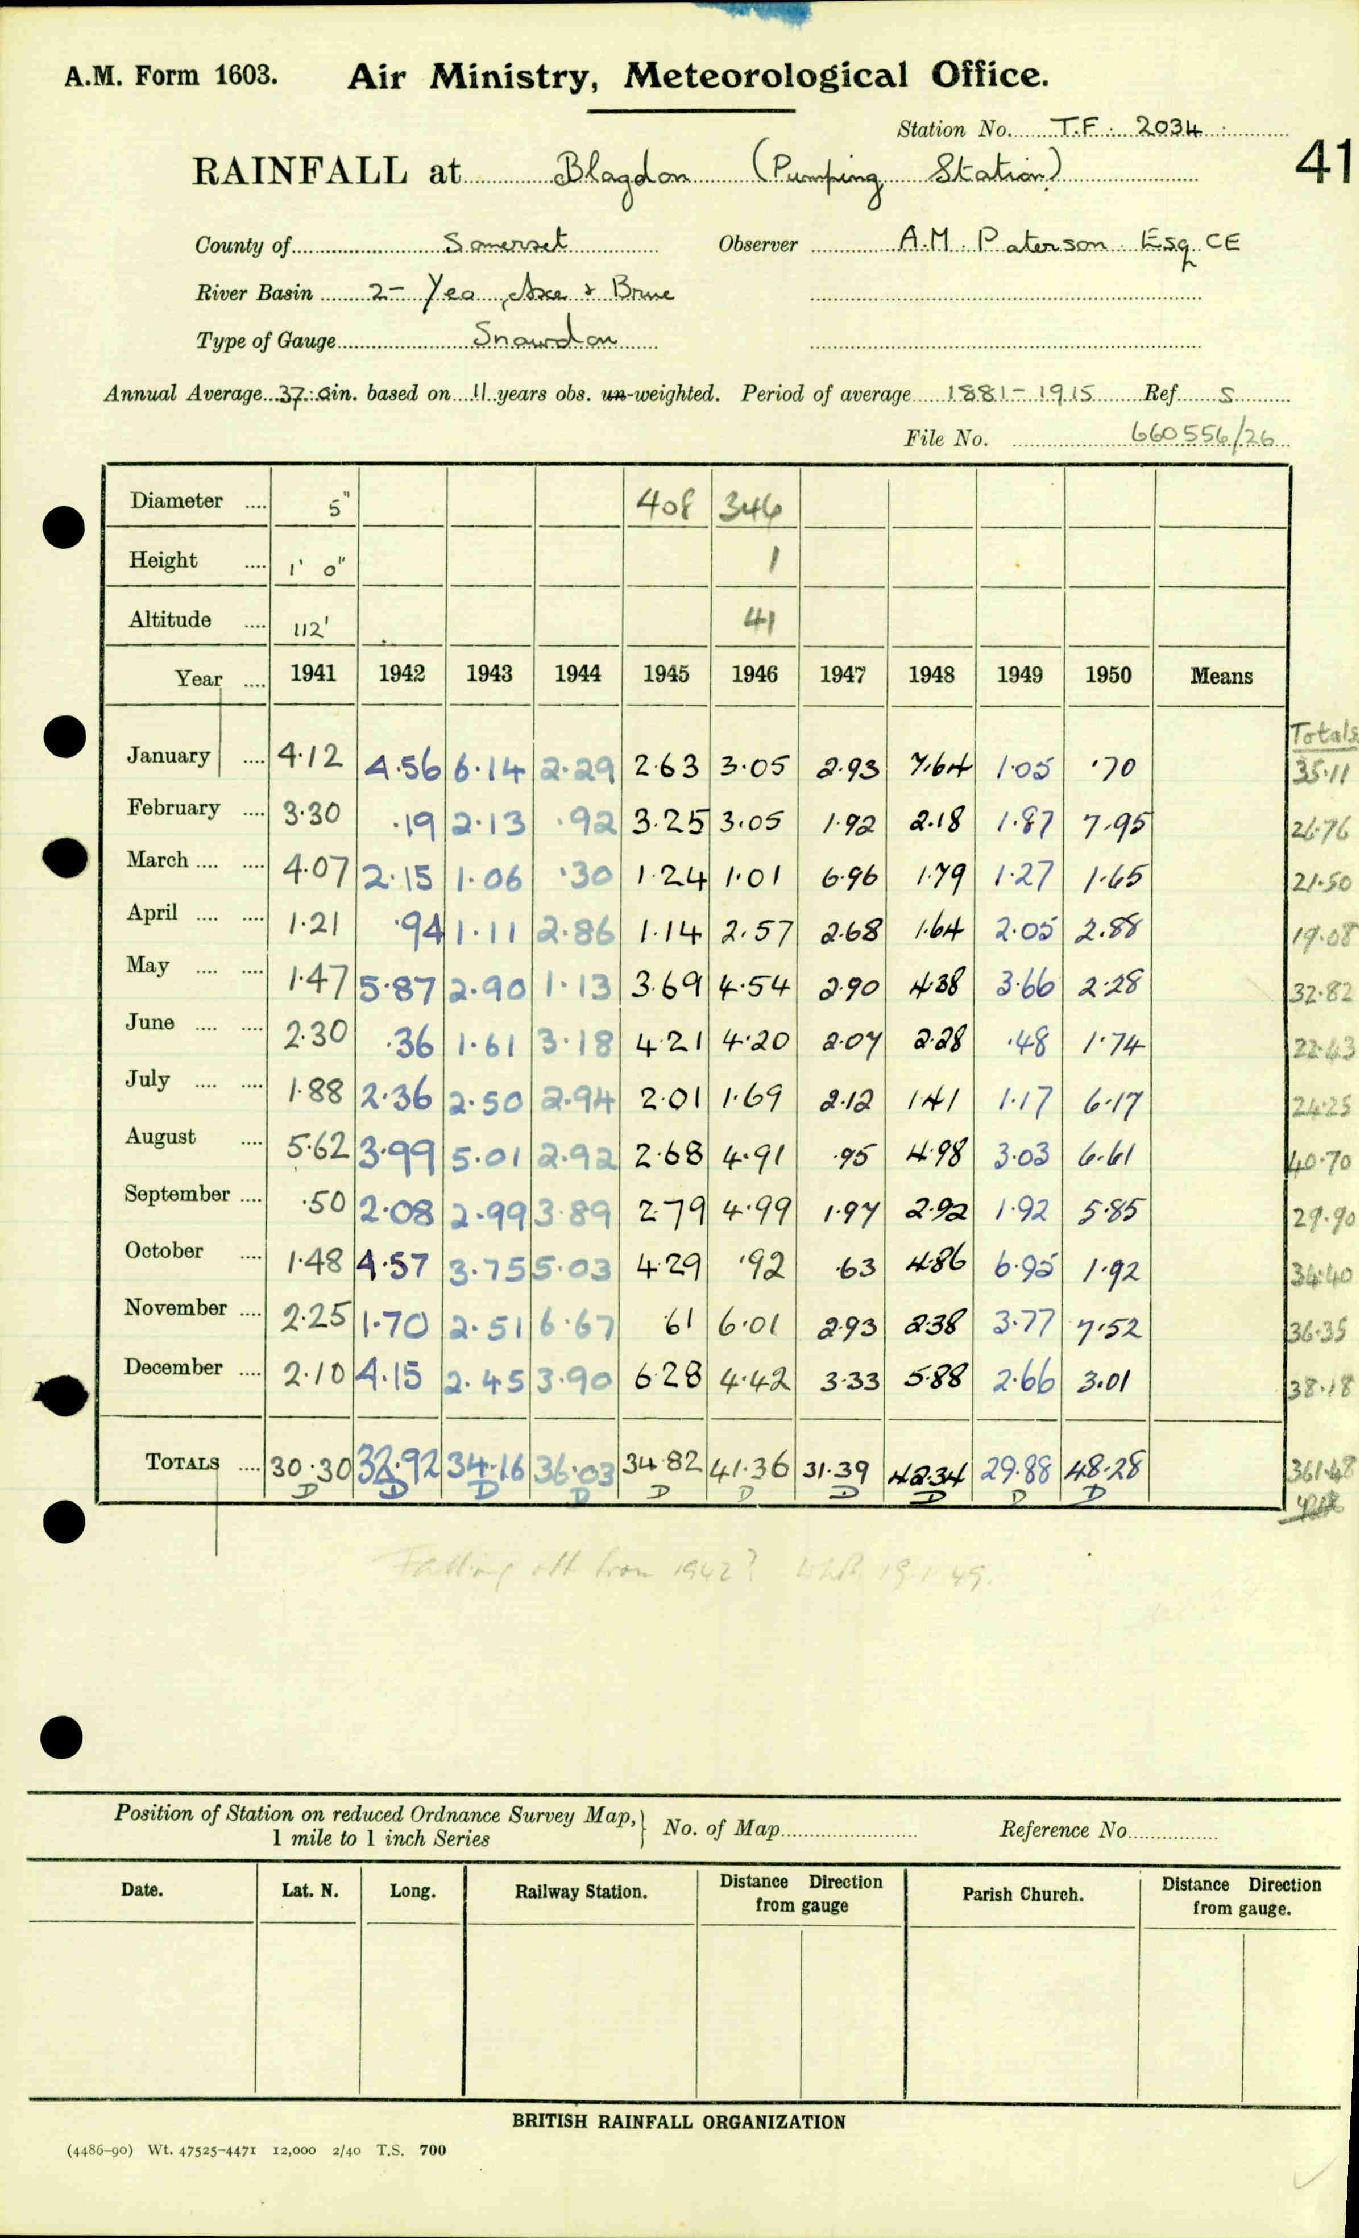 A.M. Form 1603. Air Ministry, Meteorological Office.
Station No. T.F. 2034
41
RAINFALL at Blagdon (Pumping Station)
County of Somerset Observer A.M. Paterson Esq CE
River Basin 2- Yeo, Axe & Brue
Type of Gauge Snowdon
Annual Average 37.0 in. based on 11 years obs. un-weighted. Period of average 1881-1915 Ref S
File No. 660556/26
Diameter .... 5" 408 346
Height .... 1' 0" 1
Altitude .... 112' 41
Year .... 1941 1942 1943 1944 1945 1946 1947 1948 1949 1950 Means
Totals
January .... 4.12 4.56 6.14 2.29 2.63 3.05 2.93 7.64 1.05 .70 35.11
February .... 3.30 .19 2.13 .92 3.25 3.05 1.92 2.18 1.87 7.95 26.76
March .... .... 4.07 2.15 1.06 .30 1.24 1.01 6.96 1.79 1.27 1.65 21.50
April .... .... 1.21 .94 1.11 2.86 1.14 2.57 2.68 1.64 2.05 2.88 19.08
May .... .... 1.47 5.87 2.90 1.13 3.69 4.54 2.90 4.38 3.66 2.28 32.82
June .... .... 2.30 .36 1.61 3.18 4.21 4.20 2.07 2.28 .48 1.74 22.43
July .... .... 1.88 2.36 2.50 2.94 2.01 1.69 2.12 1.41 1.17 6.17 24.25
August .... 5.62 3.99 5.01 2.92 2.68 4.91 .95 4.98 3.03 6.61 40.70
September .... .50 2.08 2.99 3.89 2.79 4.99 1.97 2.92 1.92 5.85 29.90
October .... 1.48 4.57 3.75 5.03 4.29 .92 .63 4.86 6.95 1.92 34.40
November .... 2.25 1.70 2.51 6.67 61 6.01 2.93 2.38 3.77 7.52 36.35
December .... 2.10 4.15 2.45 3.90 6.28 4.42 3.33 5.88 2.66 3.01 38.18
TOTALS .... 30.30 32.92 34.16 36.03 34.82 41.36 31.39 42.34 29.88 48.28 361.48
D D D D D D D D D D
Falling off from 1942? 19.1.49.
Position of Station on reduced Ordnance Survey Map, No. of Map Reference No
1 mile to 1 inch Series
Date. Lat. N. Long. Railway Station. Distance from gauge Direction Parish Church. Distance Direction from gauge.
BRITISH RAINFALL ORGANIZATION
(4486-90) Wt. 47525-4471 12,000 2/40 T.S. 700